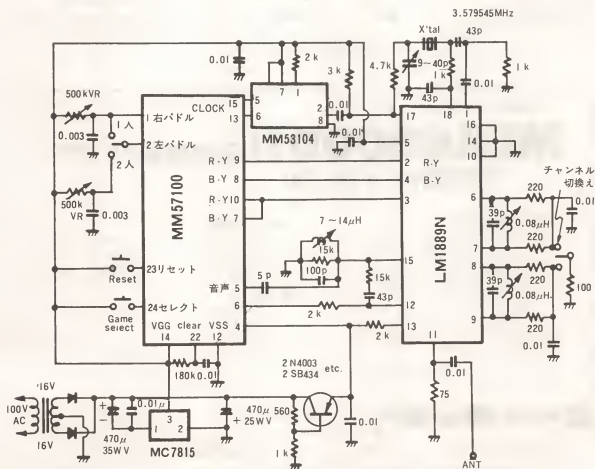 3.579545MHz
X'tal
43p
0.01
2k
3k
4.7k
9〜40p
1k
1k
43p
0.01
0.01
500kVR
1人
0.003
2人
500k
VR
0.003
1 右パドル
2 左パドル
CLOCK
15
13
5
6
7
1
2
8
MM53104
0.01
17
18
1
5
16
14
10
MM57100
R-Y
9
B-Y
8
R-Y
10
B-Y
7
2
R-Y
4
B-Y
3
LM1889N
チャンネル
切換え
6
39p
0.08μH
220
0.01
7
220
8
39p
0.08μH
220
100
9
220
0.01
7〜14μH
15k
100p
5p
15k
43p
15
12
13
11
Reset
23リセット
Game
select
24セレクト
音声 5
6
4
2k
2k
VGG
clear
VSS
14
22
12
180k
0.01
2N4003
2SB434
etc.
0.01
75
0.01
ANT
16V
100V
AC
16V
470μ
35WV
0.01μ
3
1
2
MC7815
470μ
25WV
560
1k
0.01